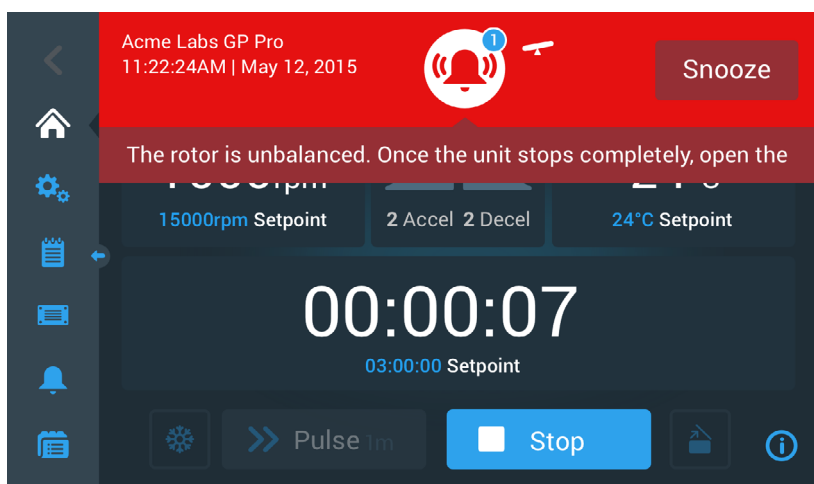 Acme Labs GP Pro
1
11:22:24AM | May 12, 2015
Snooze
The rotor is unbalanced. Once the unit stops completely, open the
rpm
15000rpm Setpoint
2 Accel 2 Decel
24°C Setpoint
00:00:07
03:00:00 Setpoint
Pulse 1m
Stop